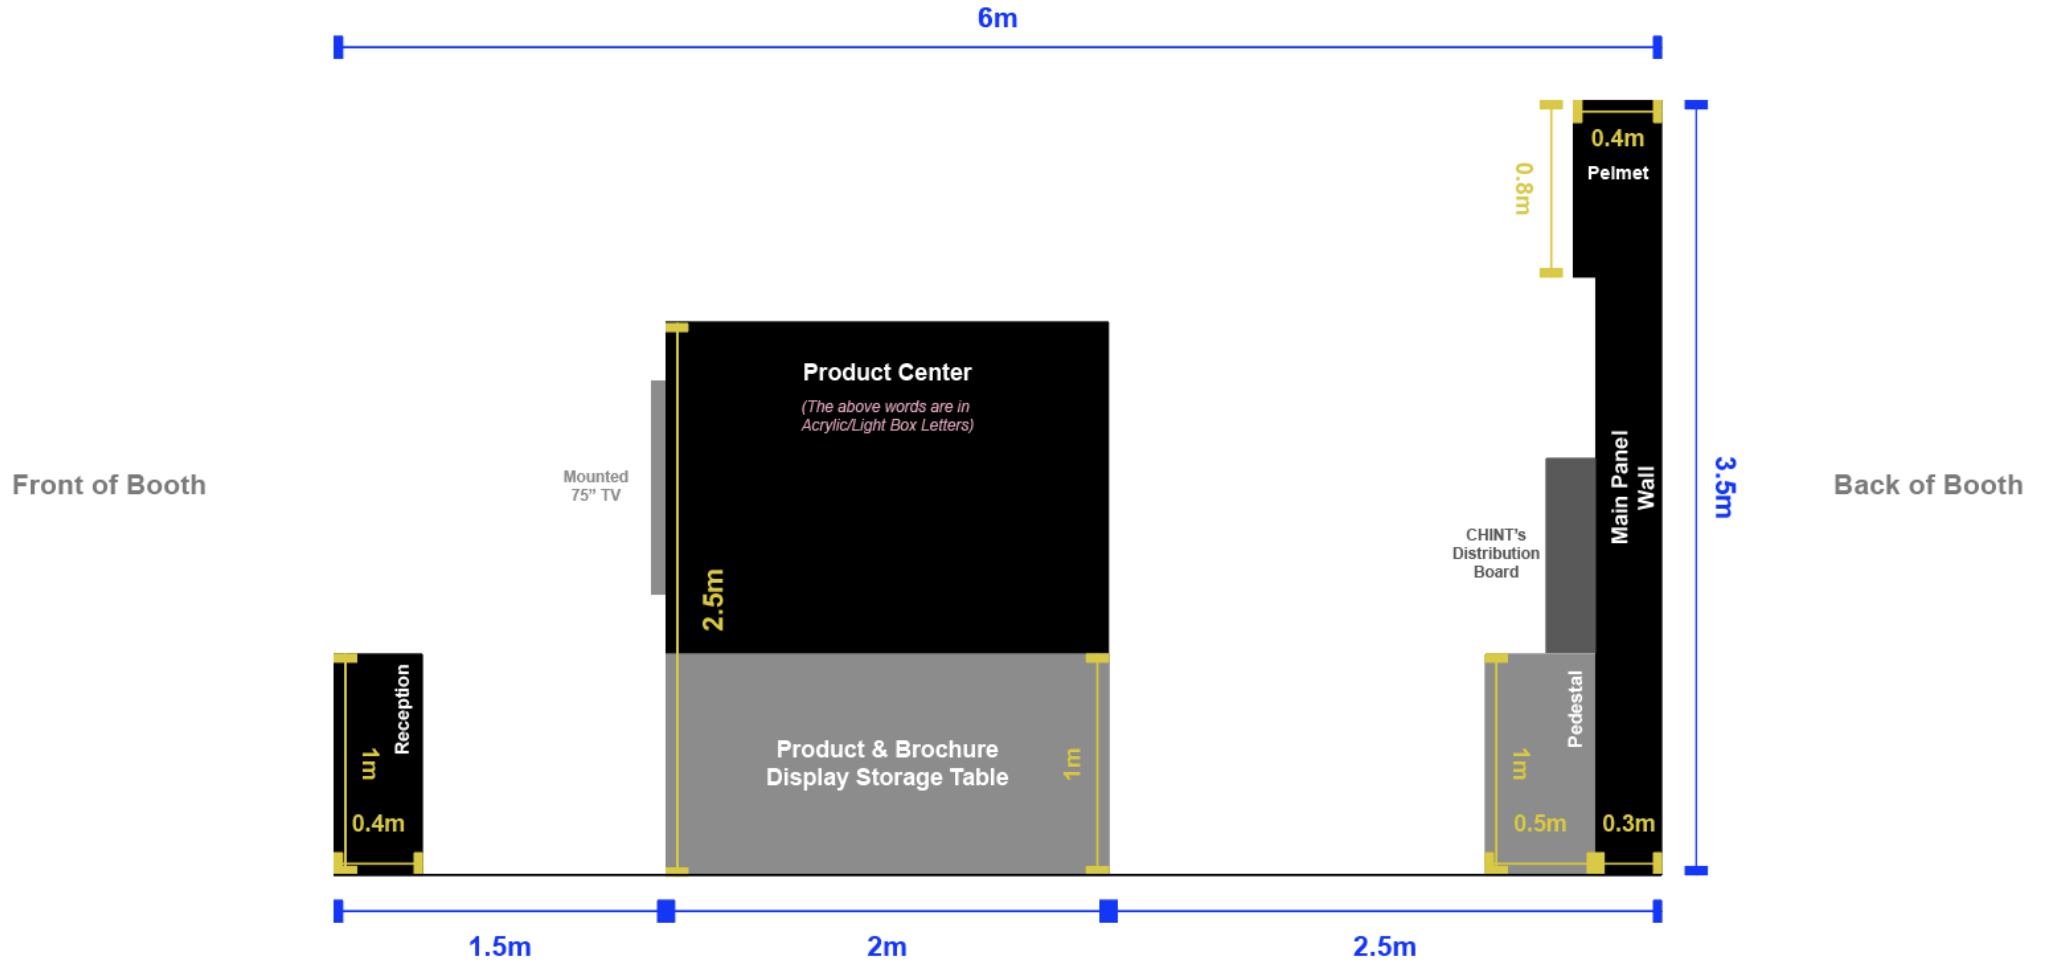 6m
0.4m
Pelmet
0.8m
Product Center
(The above words are in
Acrylic/Light Box Letters)
Front of Booth
Mounted
75” TV
2.5m
Main Panel
Wall
3.5m
Back of Booth
CHINT's
Distribution
Board
Reception
1m
0.4m
Product & Brochure
Display Storage Table
1m
Pedestal
1m
0.5m
0.3m
1.5m
2m
2.5m